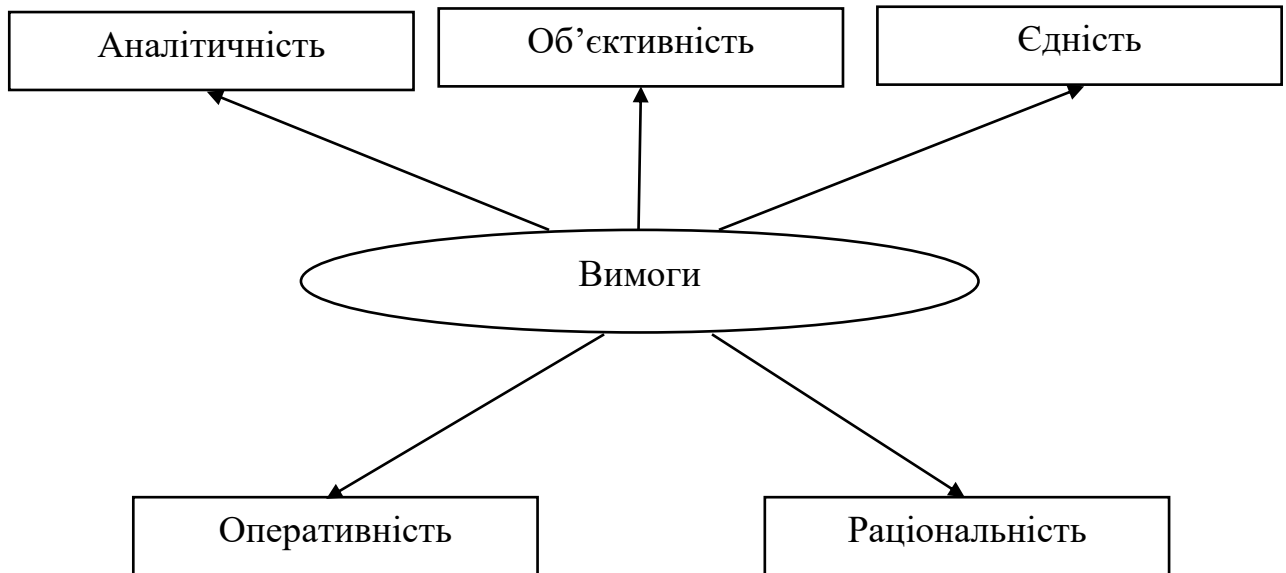 Аналітичність
Об’єктивність
Єдність
Вимоги
Оперативність
Раціональність